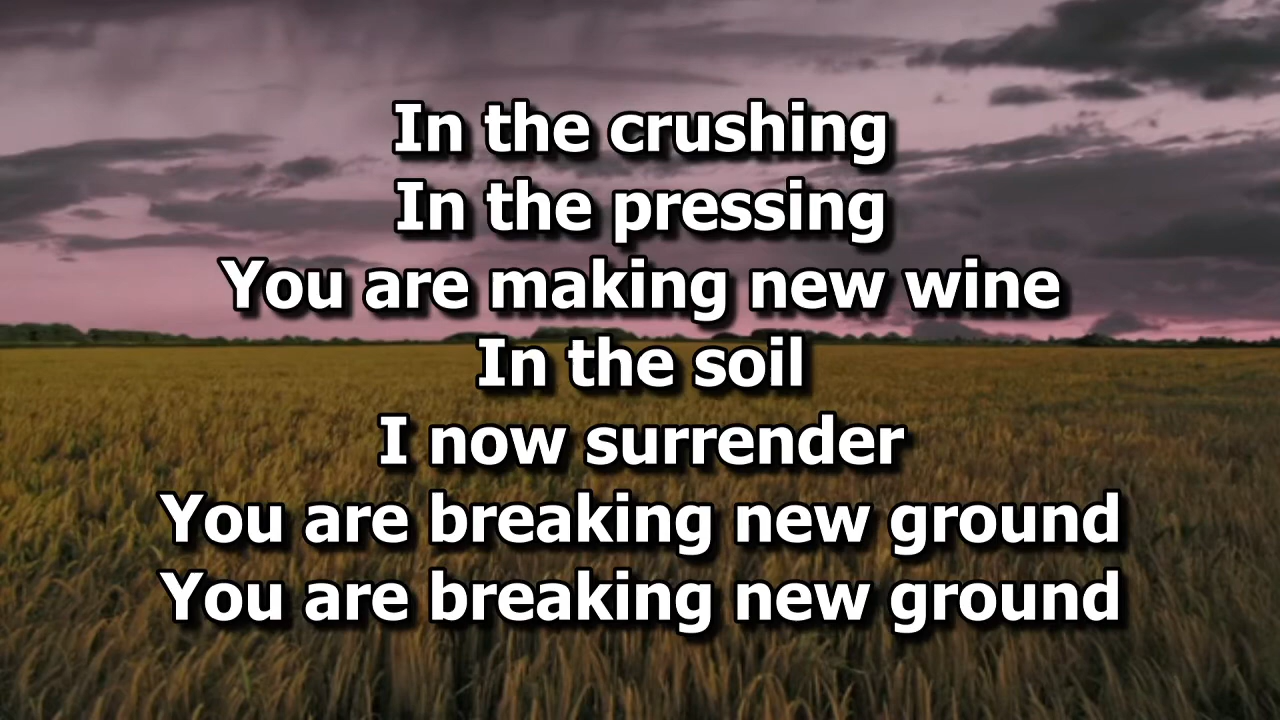 In the crushing
In the pressing
You are making new wine
In the soil
I now surrender
You are breaking new ground
You are breaking new ground